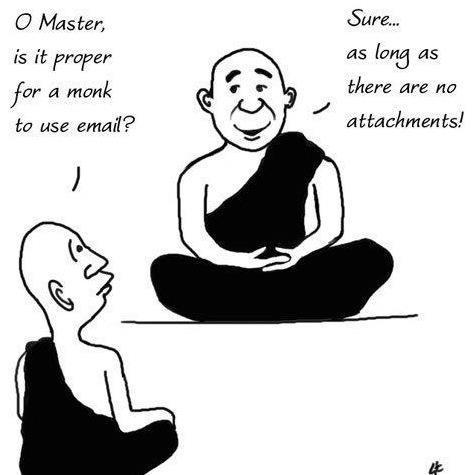 O Master,
is it proper
for a monk
to use email?
Sure...
as long as
there are no
attachments!